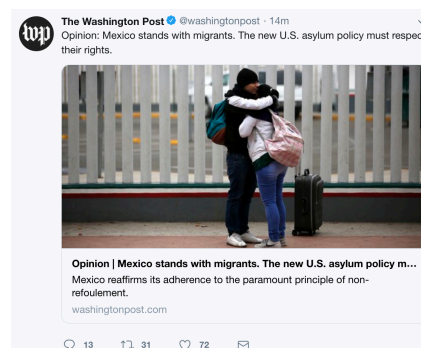 The Washington Post @washingtonpost · 14m
Opinion: Mexico stands with migrants. The new U.S. asylum policy must respec
their rights.
Opinion | Mexico stands with migrants. The new U.S. asylum policy m...
Mexico reaffirms its adherence to the paramount principle of non-
refoulement.
washingtonpost.com
13 31 72